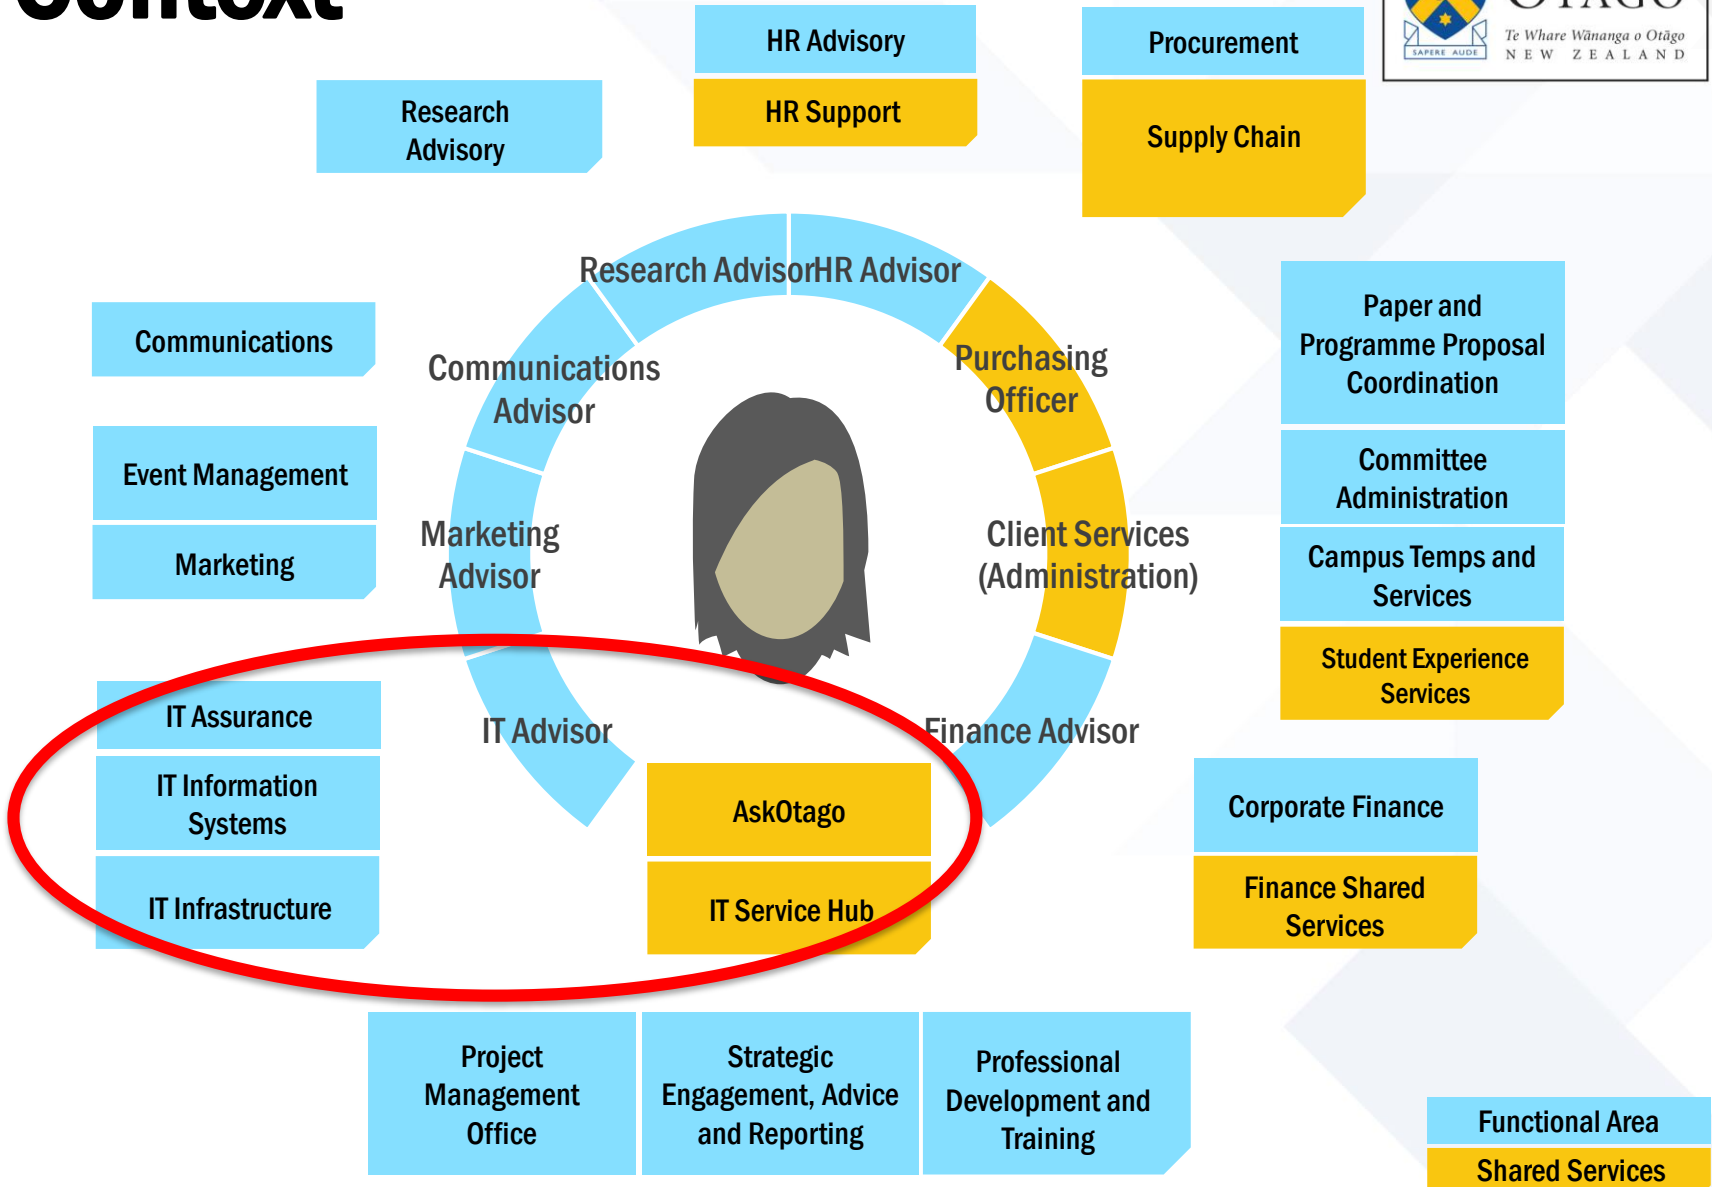 Context
OTAGO
SAPERE AUDE
Te Whare Wānanga o Otāgo
NEW ZEALAND
HR Advisory
HR Support
Procurement
Supply Chain
Research
Advisory
Research Advisor
HR Advisor
Communications
Communications
Advisor
Purchasing
Officer
Paper and
Programme Proposal
Coordination
Event Management
Marketing
Marketing
Advisor
Client Services
(Administration)
Committee
Administration
Campus Temps and
Services
Student Experience
Services
IT Assurance
IT Information
Systems
IT Infrastructure
IT Advisor
Finance Advisor
AskOtago
IT Service Hub
Corporate Finance
Finance Shared
Services
Project
Management
Office
Strategic
Engagement, Advice
and Reporting
Professional
Development and
Training
Functional Area
Shared Services